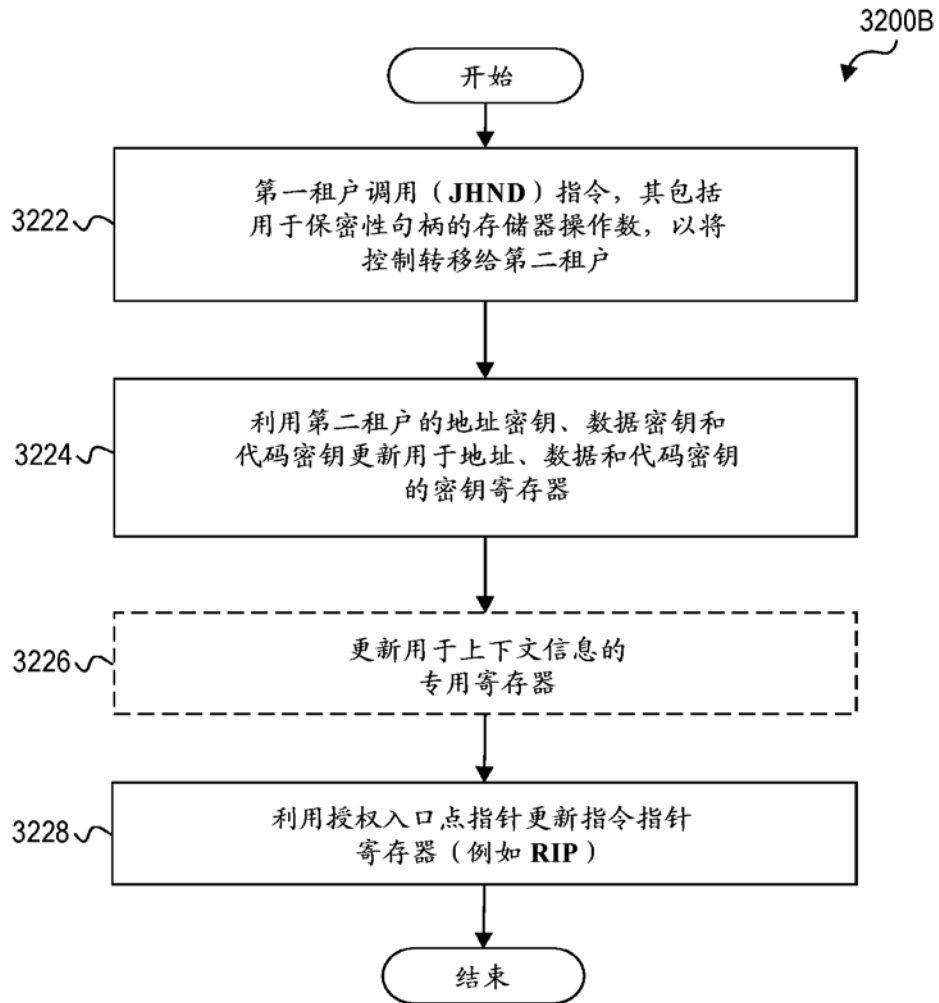 3200B
开始
3222
第一租户调用（JHND）指令，其包括
用于保密性句柄的存储器操作数，以将
控制转移给第二租户
3224
利用第二租户的地址密钥、数据密钥和
代码密钥更新用于地址、数据和代码密钥
的密钥寄存器
3226
更新用于上下文信息的
专用寄存器
3228
利用授权入口点指针更新指令指针
寄存器（例如 RIP）
结束